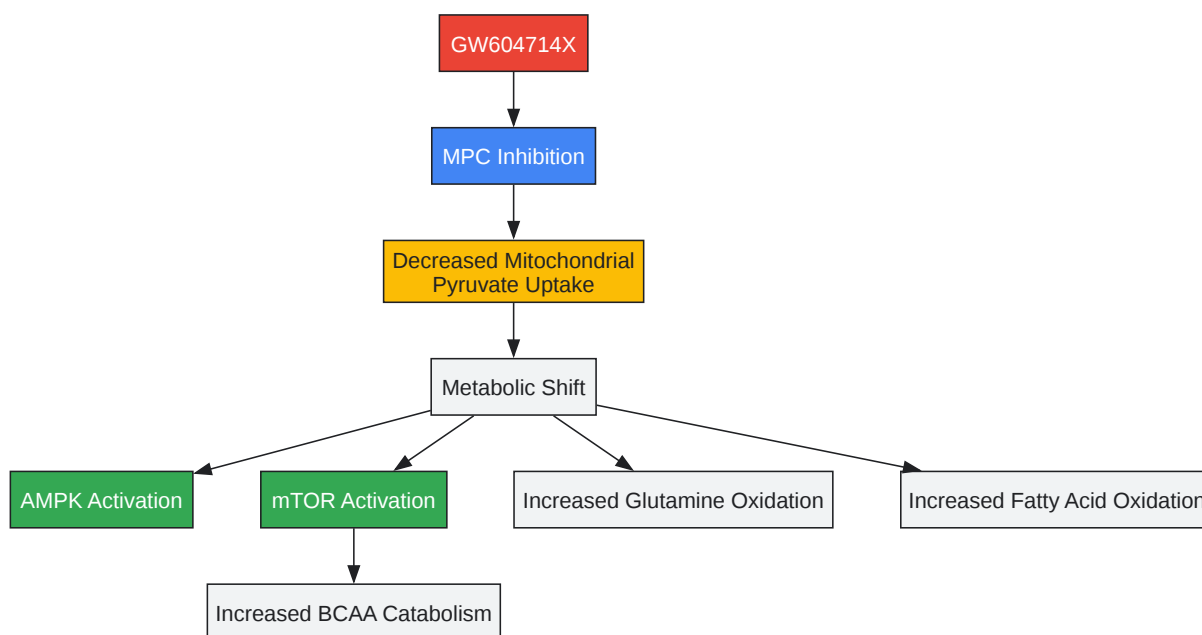 GW604714X
MPC Inhibition
Decreased Mitochondrial
Pyruvate Uptake
Metabolic Shift
AMPK Activation
mTOR Activation
Increased Glutamine Oxidation
Increased Fatty Acid Oxidation
Increased BCAA Catabolism